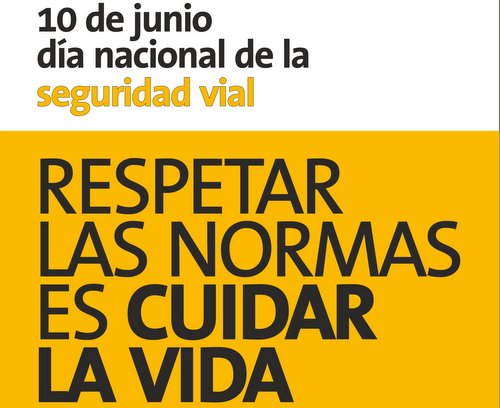 10 de junio
día nacional de la
seguridad vial
RESPETAR
LAS NORMAS
ES CUIDAR
LA VIDA